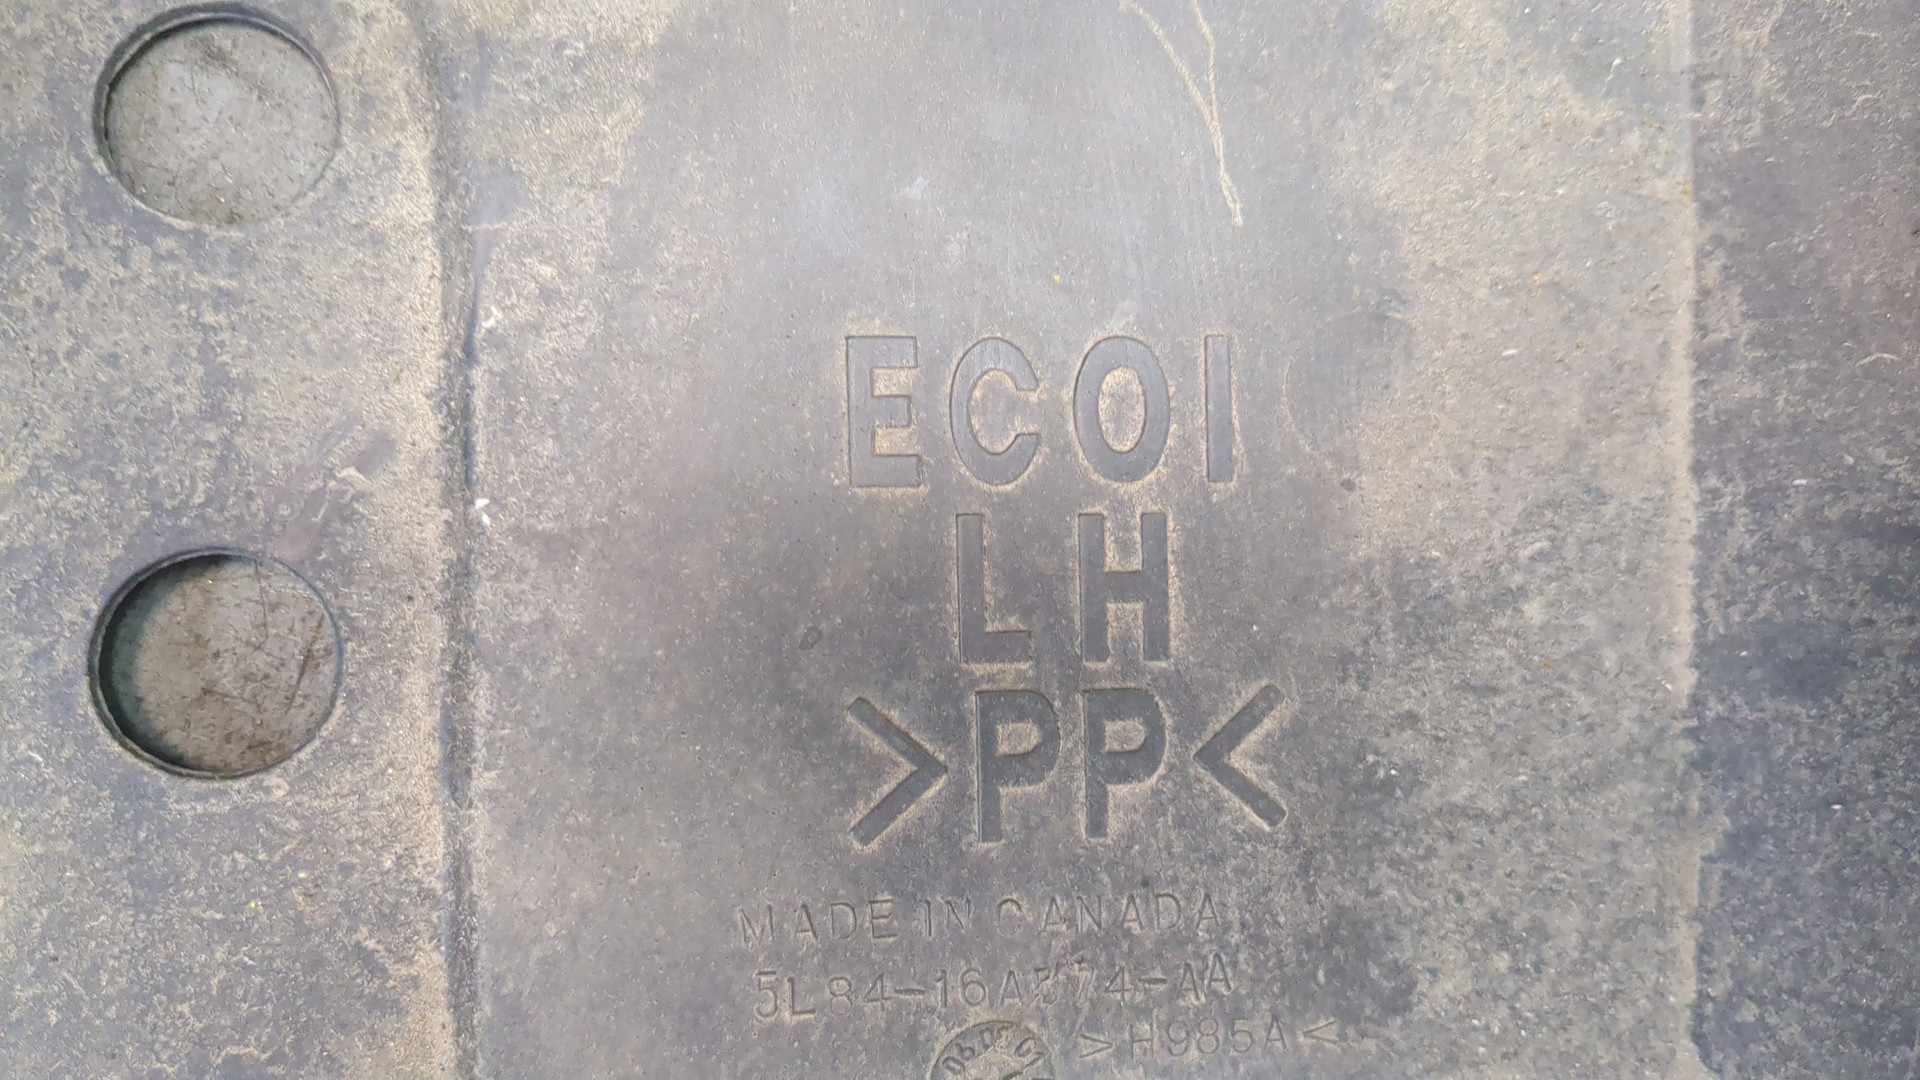 ECOI
LH
>PP<
MADE IN CANADA
5L84-16A574-AA
>H985A<